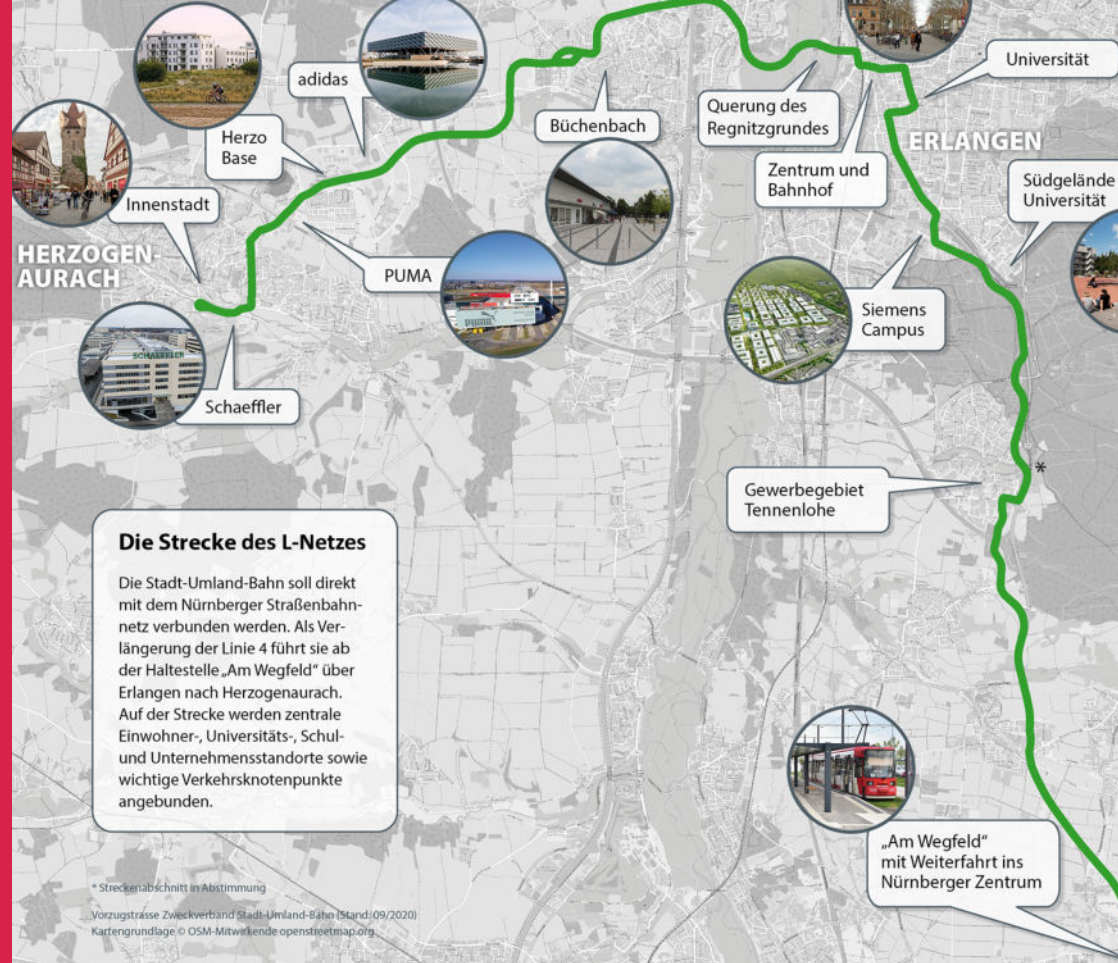 Universität
adidas
Büchenbach
Querung des
Regnitzgrundes
Herzo
Base
ERLANGEN
Zentrum und
Bahnhof
Südgelände
Universität
Innenstadt
HERZOGEN-
AURACH
PUMA
PUMA
Siemens
Campus
SCHAEFFLER
Schaeffler
*
Gewerbegebiet
Tennenlohe
Die Strecke des L-Netzes
Die Stadt-Umland-Bahn soll direkt
mit dem Nürnberger Straßenbahn-
netz verbunden werden. Als Ver-
längerung der Linie 4 führt sie ab
der Haltestelle „Am Wegfeld“ über
Erlangen nach Herzogenaurach.
Auf der Strecke werden zentrale
Einwohner-, Universitäts-, Schul-
und Unternehmensstandorte sowie
wichtige Verkehrsknotenpunkte
angebunden.
„Am Wegfeld“
mit Weiterfahrt ins
Nürnberger Zentrum
* Streckenabschnitt in Abstimmung
Vorzugstrasse Zweckverband Stadt-Umland-Bahn (Stand: 09/2020)
Kartengrundlage © OSM-Mitwirkende openstreetmap.org